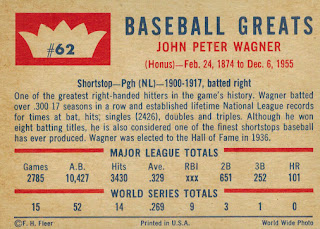 #62
BASEBALL GREATS
JOHN PETER WAGNER
(Honus)—Feb. 24, 1874 to Dec. 6, 1955
Shortstop—Pgh (NL)—1900-1917, batted right
One of the greatest right-handed hitters in the game's history. Wagner batted
over .300 17 seasons in a row and established lifetime National League records
for times at bat, hits; singles (2426), doubles and triples. Although he won
eight batting titles, he is also considered one of the finest shortstops baseball
has ever produced. Wagner was elected to the Hall of Fame in 1936.
MAJOR LEAGUE TOTALS
Games A.B. Hits Avg. RBI 2B 3B HR
2785 10,427 3430 .329 xxx 651 252 101
WORLD SERIES TOTALS
15 52 14 .269 9 3 1 0
©F. H. Fleer Printed in U.S.A. World Wide Photo